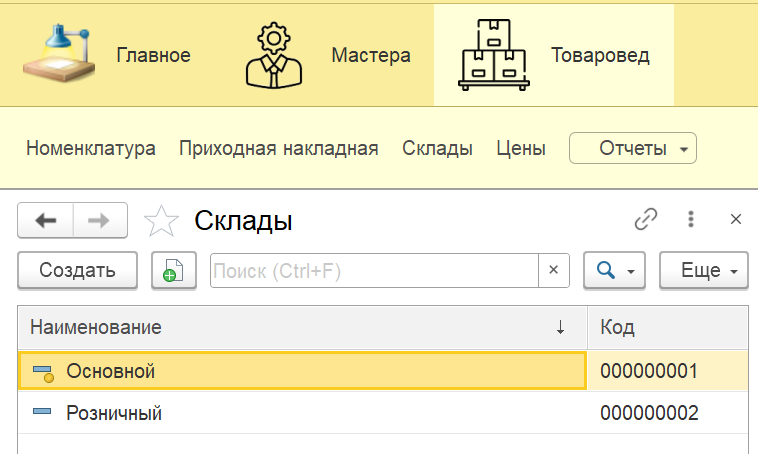 Главное Мастера Товаровед
Номенклатура Приходная накладная Склады Цены Отчеты
Склады
Создать Поиск (Ctrl+F) Еще
Наименование Код
Основной 000000001
Розничный 000000002